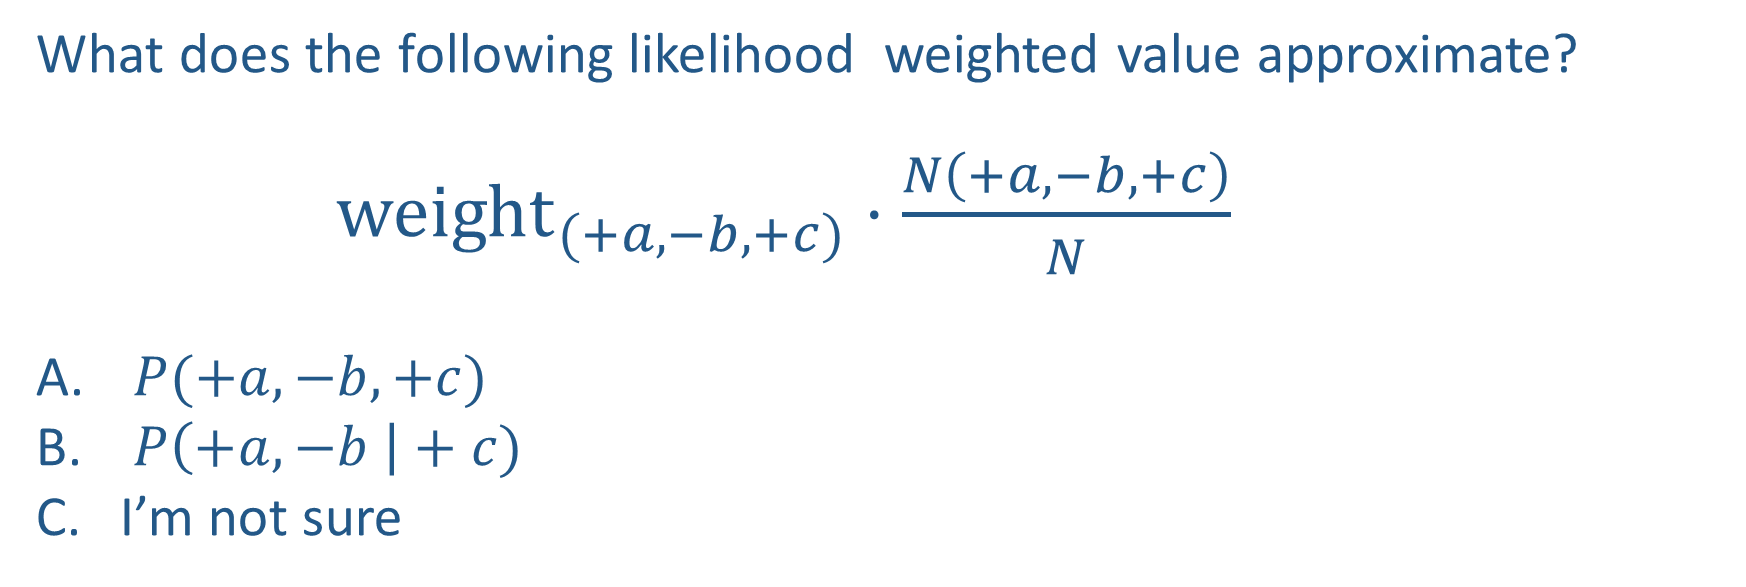 What does the following likelihood weighted value approximate?
weight(+a,−b,+c) · N(+a,−b,+c) / N
A. P(+a, −b, +c)
B. P(+a, −b | + c)
C. I’m not sure